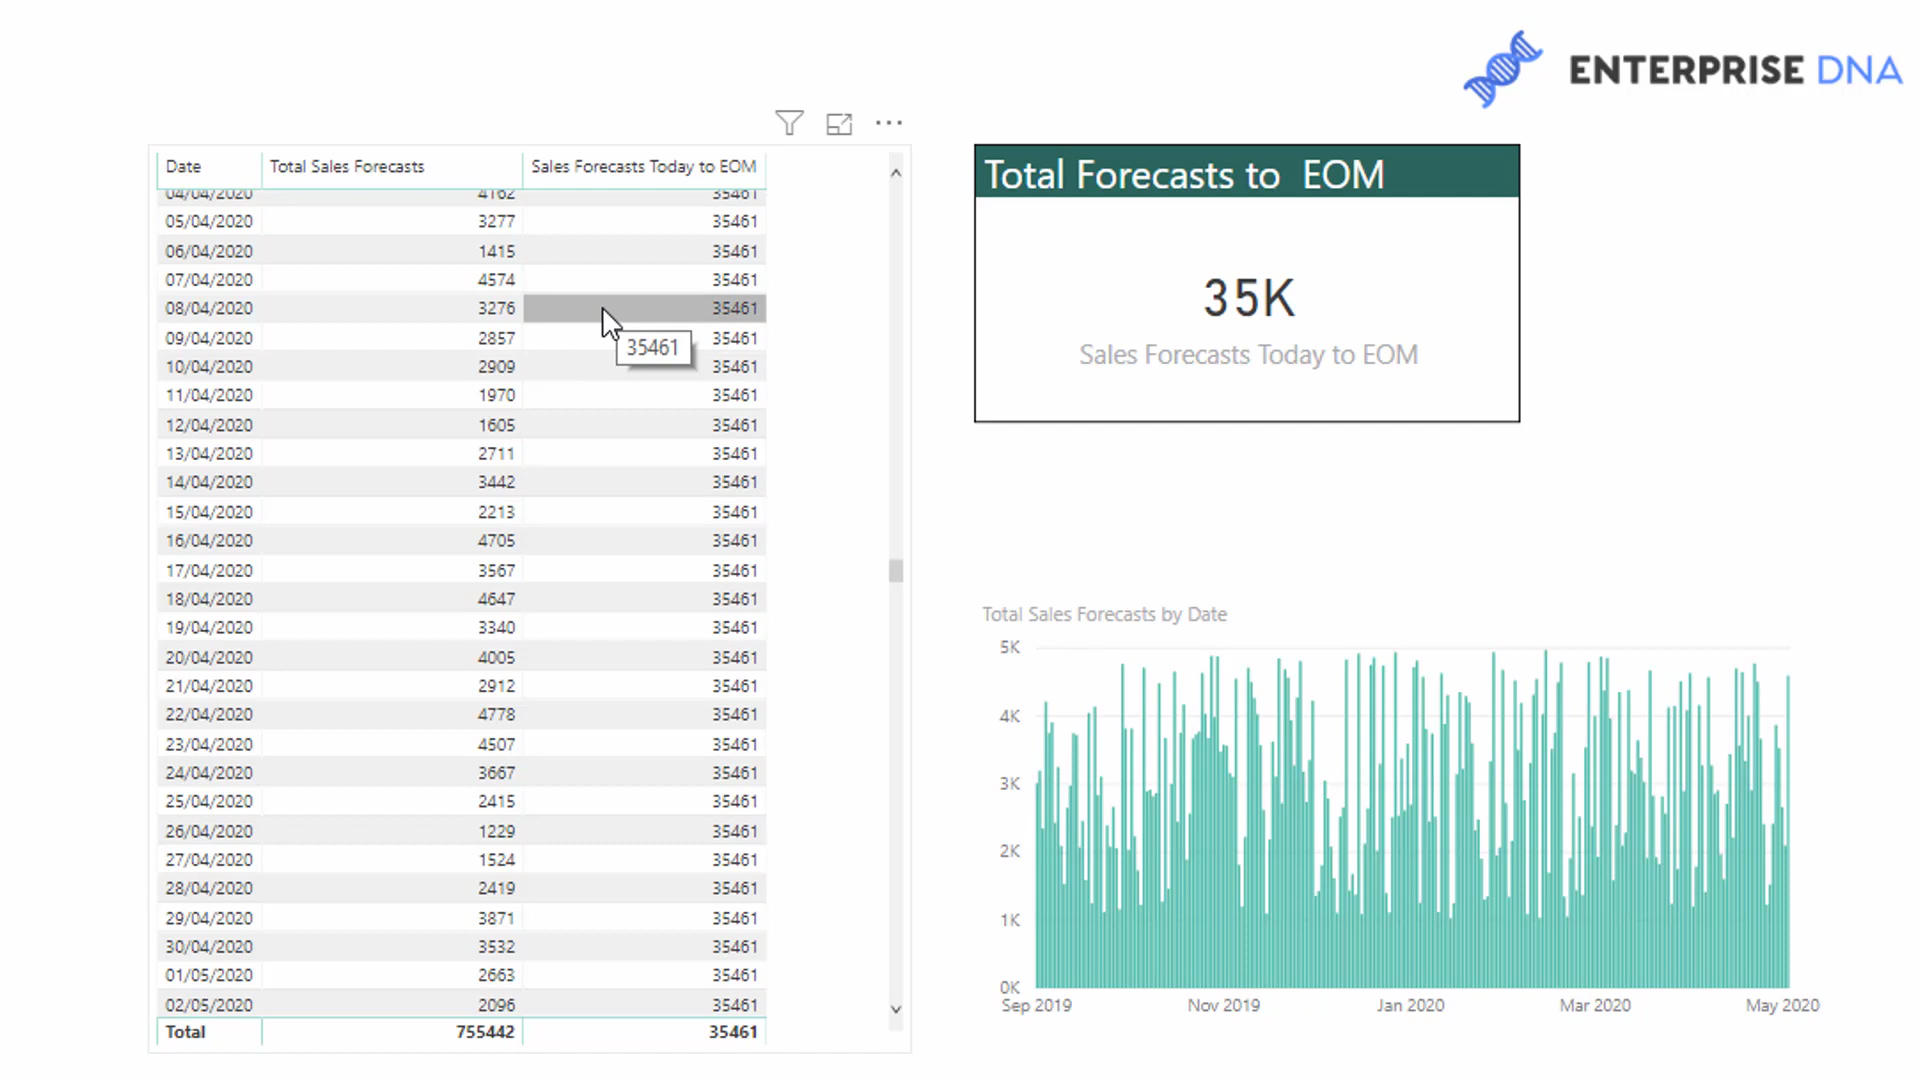 ENTERPRISE DNA
Date Total Sales Forecasts Sales Forecasts Today to EOM
04/04/2020 4162 35461
05/04/2020 3277 35461
06/04/2020 1415 35461
07/04/2020 4574 35461
08/04/2020 3276 35461
09/04/2020 2857 35461
35461
10/04/2020 2909 35461
11/04/2020 1970 35461
12/04/2020 1605 35461
13/04/2020 2711 35461
14/04/2020 3442 35461
15/04/2020 2213 35461
16/04/2020 4705 35461
17/04/2020 3567 35461
18/04/2020 4647 35461
19/04/2020 3340 35461
20/04/2020 4005 35461
21/04/2020 2912 35461
22/04/2020 4778 35461
23/04/2020 4507 35461
24/04/2020 3667 35461
25/04/2020 2415 35461
26/04/2020 1229 35461
27/04/2020 1524 35461
28/04/2020 2419 35461
29/04/2020 3871 35461
30/04/2020 3532 35461
01/05/2020 2663 35461
02/05/2020 2096 35461
Total 755442 35461
Total Forecasts to EOM
35K
Sales Forecasts Today to EOM
Total Sales Forecasts by Date
5K
4K
3K
2K
1K
0K
Sep 2019 Nov 2019 Jan 2020 Mar 2020 May 2020